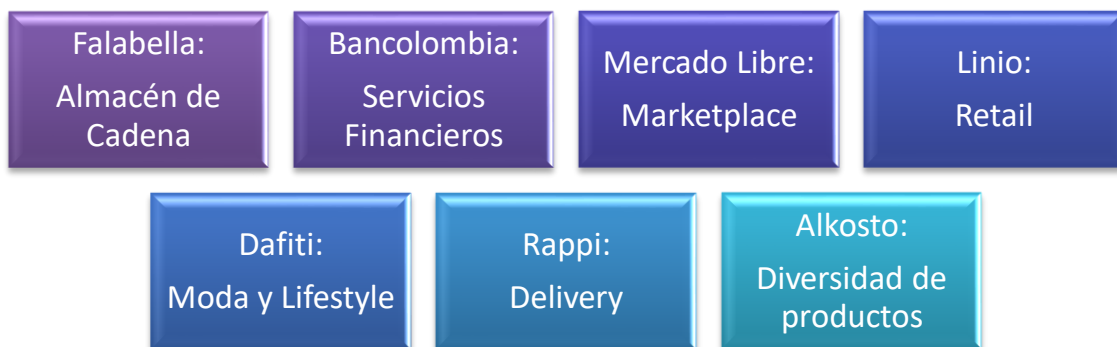 Falabella:
Almacén de
Cadena
Bancolombia:
Servicios
Financieros
Mercado Libre:
Marketplace
Linio:
Retail
Dafiti:
Moda y Lifestyle
Rappi:
Delivery
Alkosto:
Diversidad de
productos